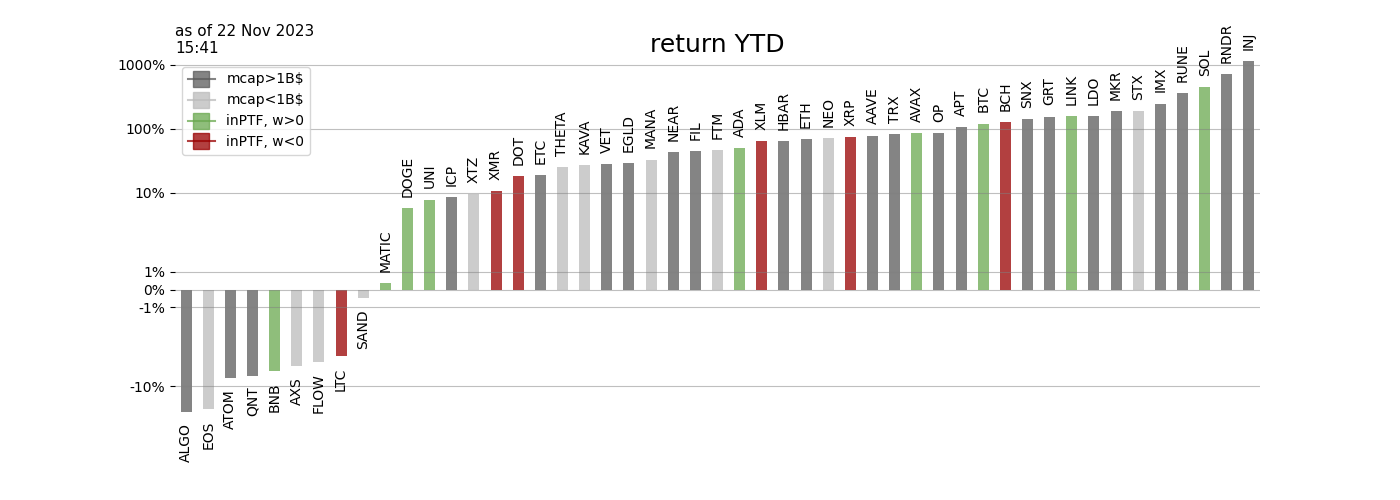 as of 22 Nov 2023
15:41
return YTD
1000%
100%
10%
1%
0%
-1%
-10%
mcap>1B$
mcap<1B$
inPTF, w>0
inPTF, w<0
ALGO
EOS
ATOM
QNT
BNB
AXS
FLOW
LTC
SAND
MATIC
DOGE
UNI
ICP
XTZ
XMR
DOT
ETC
THETA
KAVA
VET
EGLD
MANA
NEAR
FIL
FTM
ADA
XLM
HBAR
ETH
NEO
XRP
AAVE
TRX
AVAX
OP
APT
BTC
BCH
SNX
GRT
LINK
LDO
MKR
STX
IMX
RUNE
SOL
RNDR
INJ